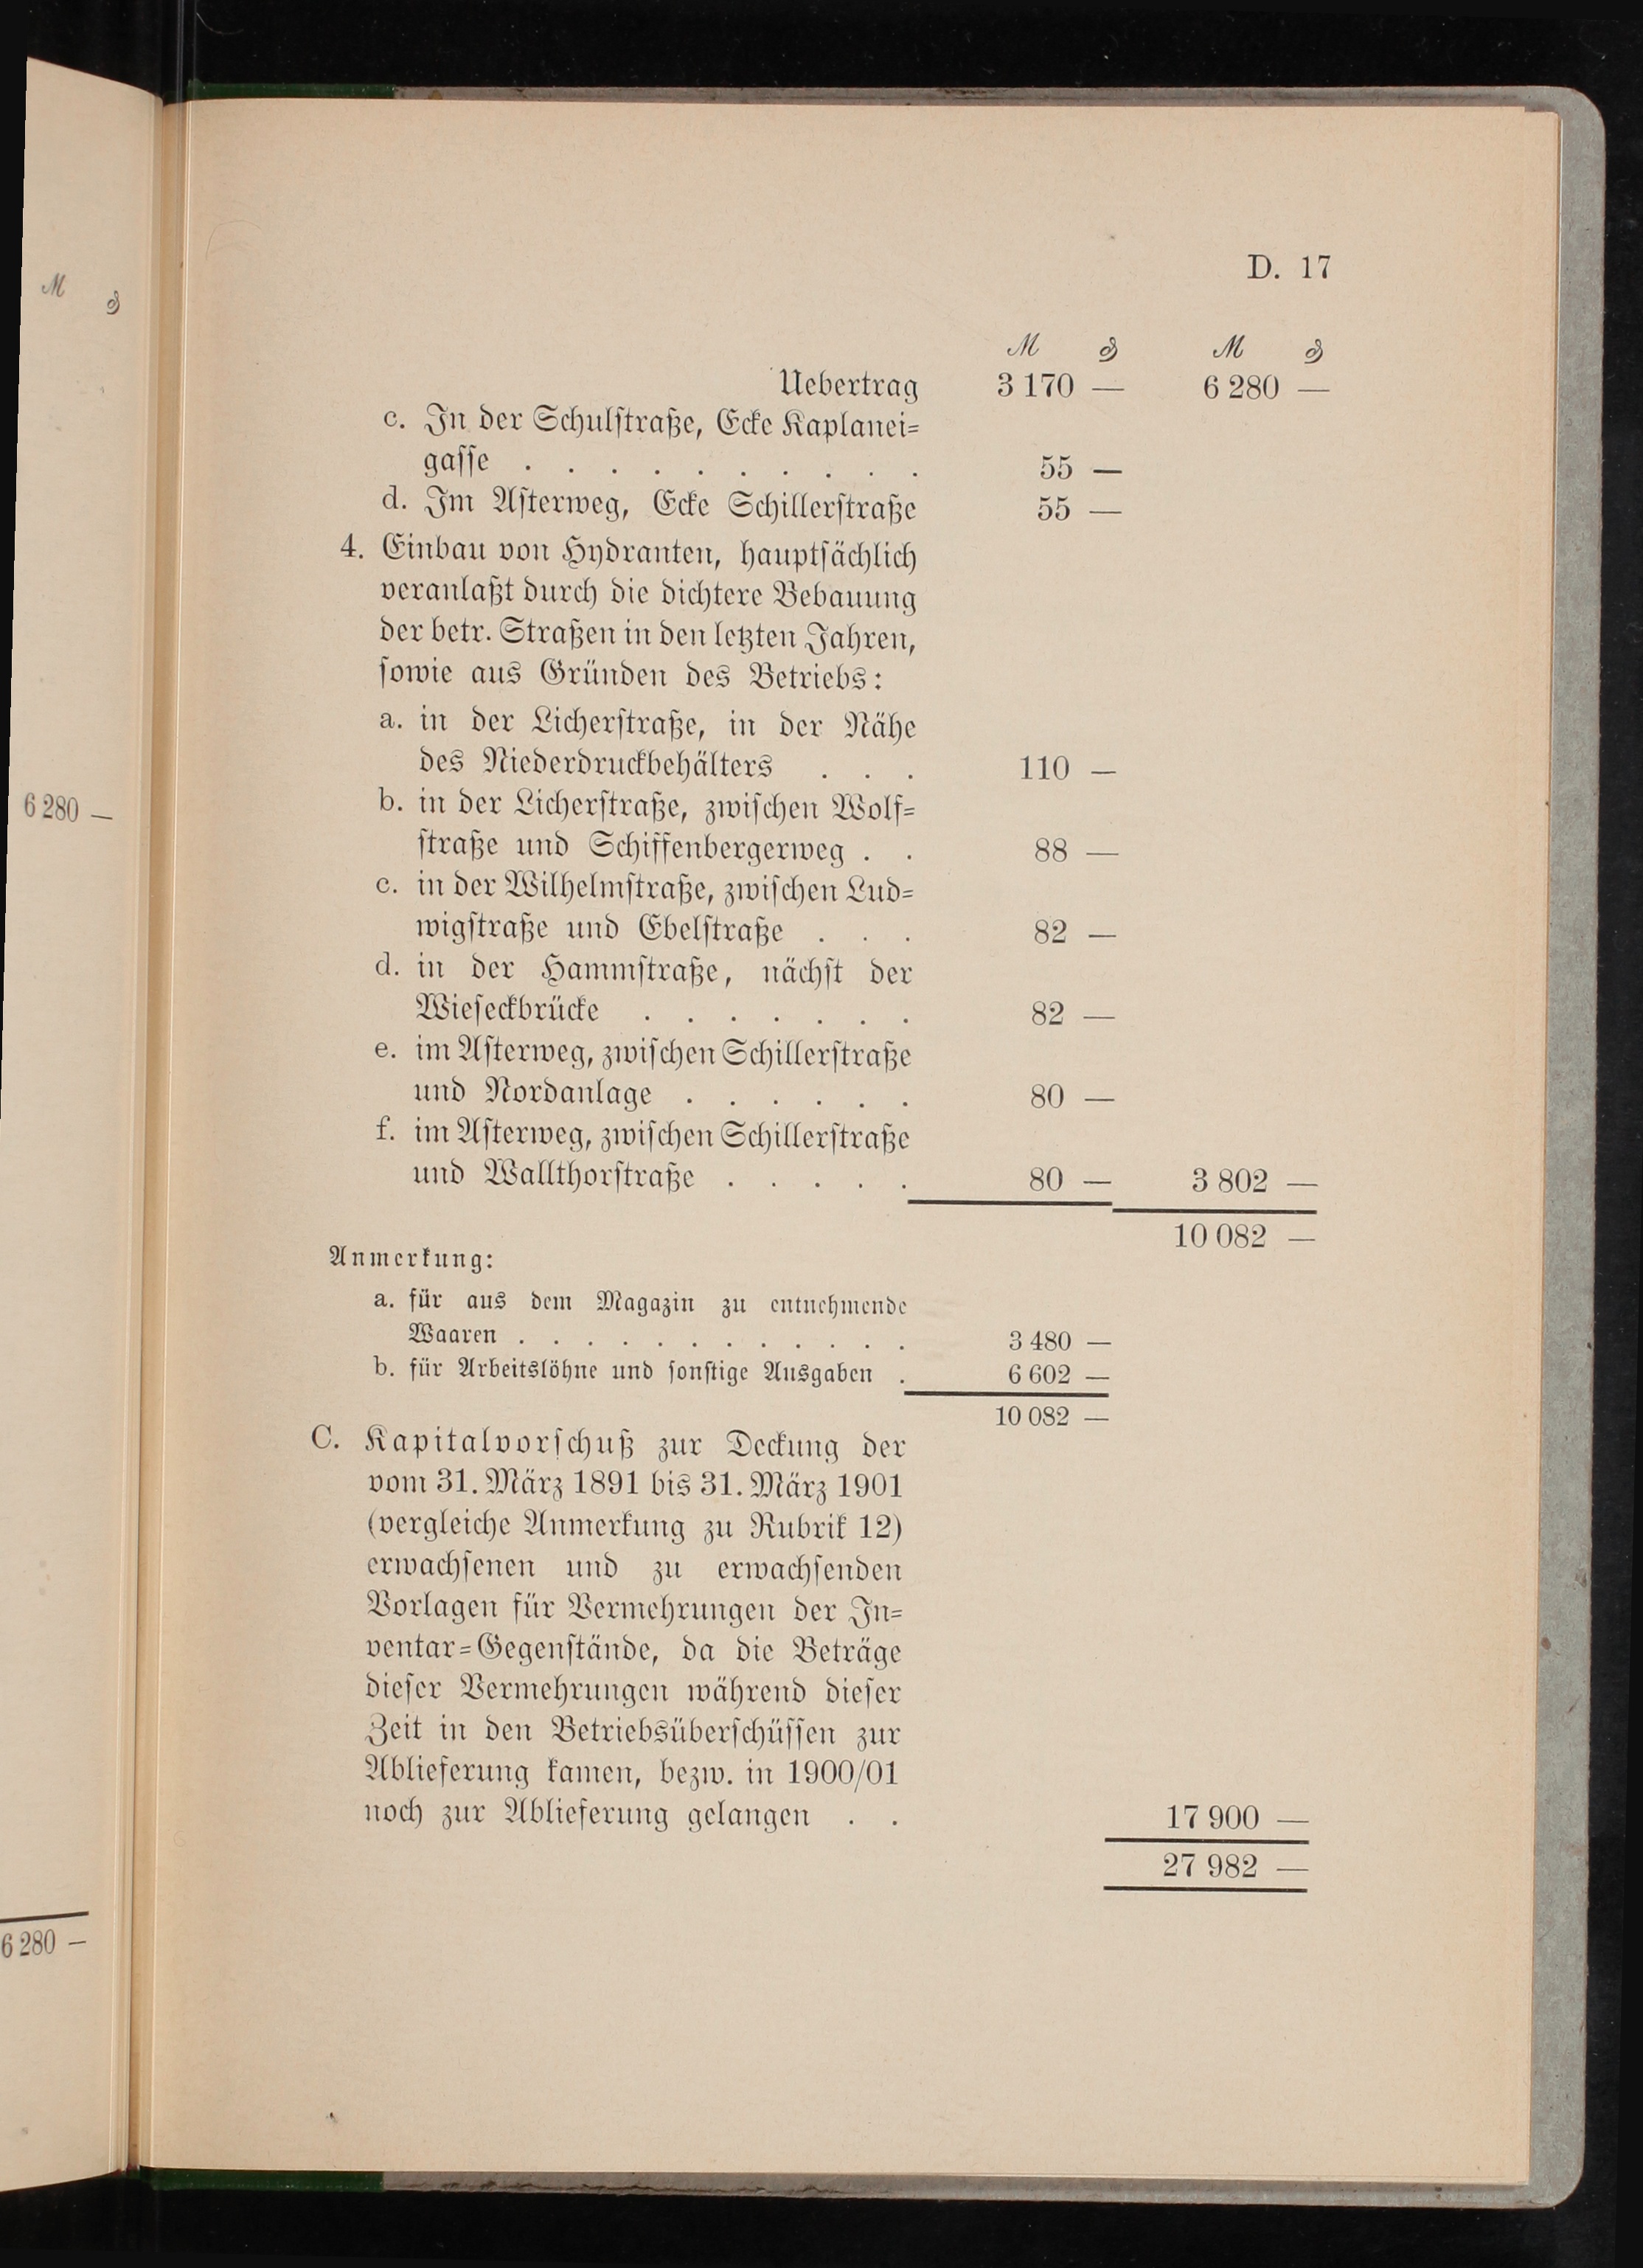 M ₰
6 280 —
6 280 —
D. 17
M ₰ M ₰
Uebertrag 3 170 — 6 280 —
c. In der Schulstraße, Ecke Kaplanei=
gasse . . . . . . . . . . 55 —
d. Im Asterweg, Ecke Schillerstraße 55 —
4. Einbau von Hydranten, hauptsächlich
veranlaßt durch die dichtere Bebauung
der betr. Straßen in den letzten Jahren,
sowie aus Gründen des Betriebs:
a. in der Licherstraße, in der Nähe
des Niederdruckbehälters . . . 110 —
b. in der Licherstraße, zwischen Wolf=
straße und Schiffenbergerweg . . 88 —
c. in der Wilhelmstraße, zwischen Lud=
wigstraße und Ebelstraße . . . 82 —
d. in der Hammstraße, nächst der
Wieseckbrücke . . . . . . . 82 —
e. im Asterweg, zwischen Schillerstraße
und Nordanlage . . . . . . 80 —
f. im Asterweg, zwischen Schillerstraße
und Wallthorstraße . . . . . 80 — 3 802 —
10 082 —
Anmerkung:
a. für aus dem Magazin zu entnehmende
Waaren . . . . . . . . . . . . 3 480 —
b. für Arbeitslöhne und sonstige Ausgaben . 6 602 —
10 082 —
C. Kapitalvorschuß zur Deckung der
vom 31. März 1891 bis 31. März 1901
(vergleiche Anmerkung zu Rubrik 12)
erwachsenen und zu erwachsenden
Vorlagen für Vermehrungen der In=
ventar=Gegenstände, da die Beträge
dieser Vermehrungen während dieser
Zeit in den Betriebsüberschüssen zur
Ablieferung kamen, bezw. in 1900/01
noch zur Ablieferung gelangen . . 17 900 —
27 982 —